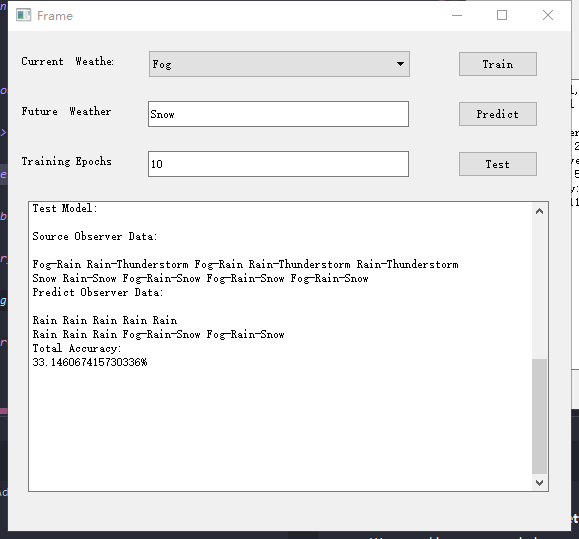 Frame
Current Weathe:
Fog
Train
Future Weather
Snow
Predict
Training Epochs
10
Test
Test Model:
Source Observer Data:
Fog-Rain Rain-Thunderstorm Fog-Rain Rain-Thunderstorm Rain-Thunderstorm
Snow Rain-Snow Fog-Rain-Snow Fog-Rain-Snow Fog-Rain-Snow
Predict Observer Data:
Rain Rain Rain Rain Rain
Rain Rain Rain Fog-Rain-Snow Fog-Rain-Snow
Total Accuracy:
33.146067415730336%